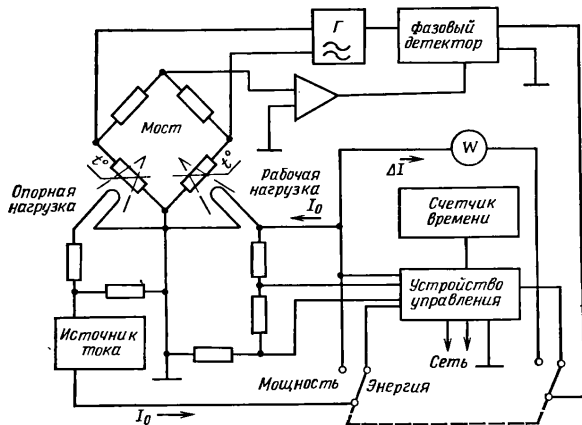 Г
фазовый
детектор
Мост
t°
t°
W
ΔI
Опорная
нагрузка
Рабочая
нагрузка
I₀
Счетчик
времени
Устройство
управления
Источник
тока
Сеть
Мощность
Энергия
I₀